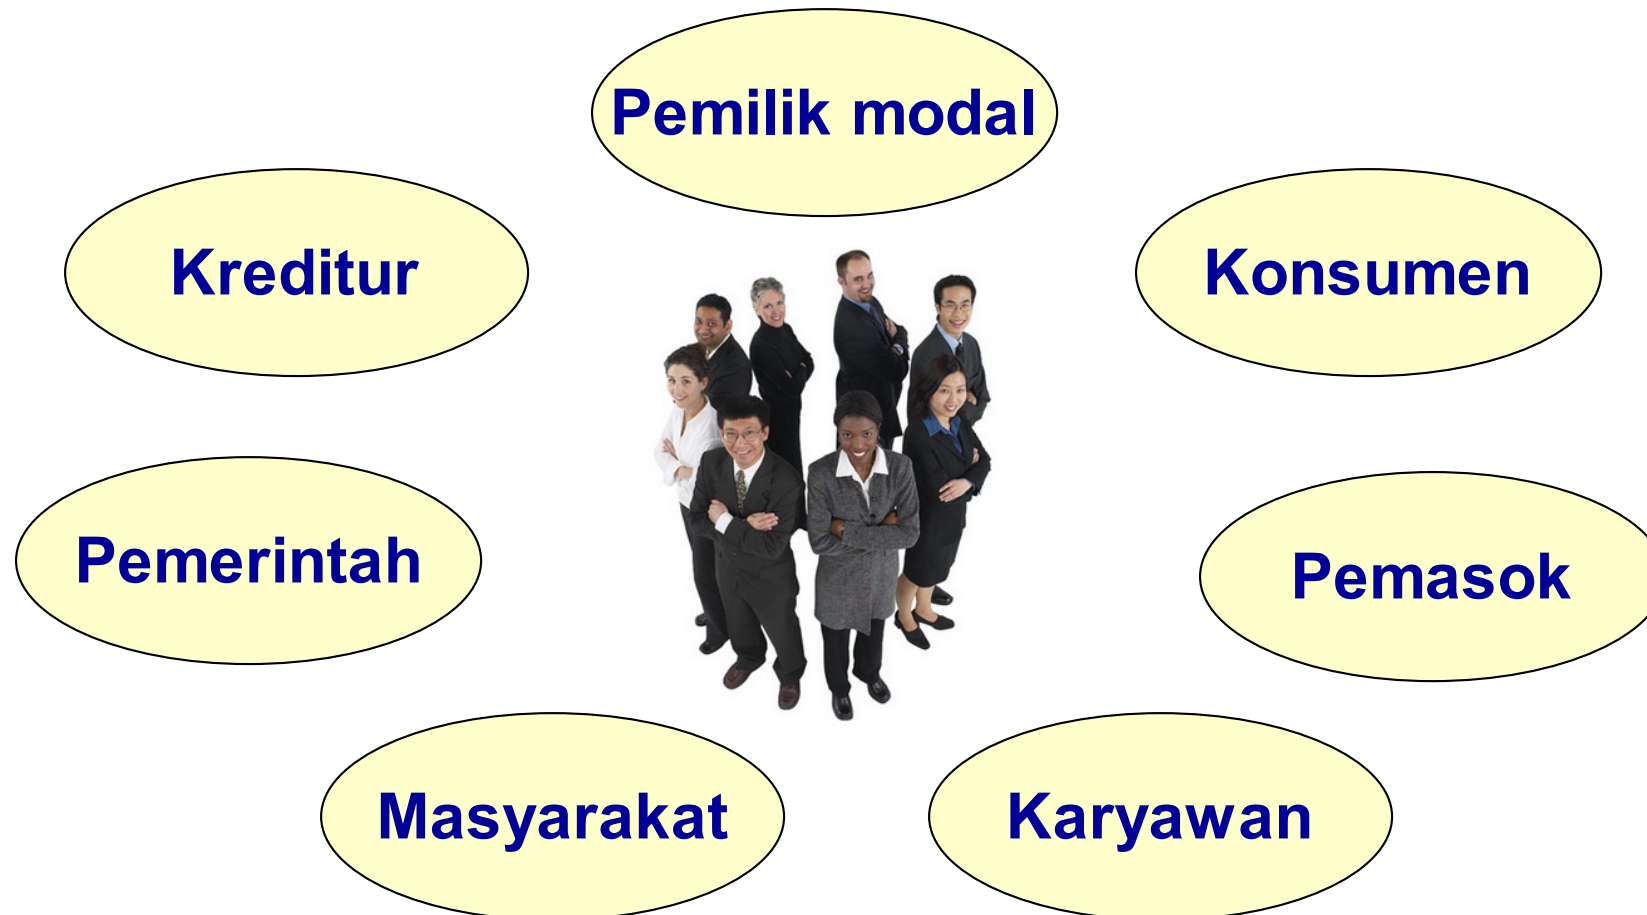 Pemilik modal
Kreditur
Konsumen
Pemerintah
Pemasok
Masyarakat
Karyawan